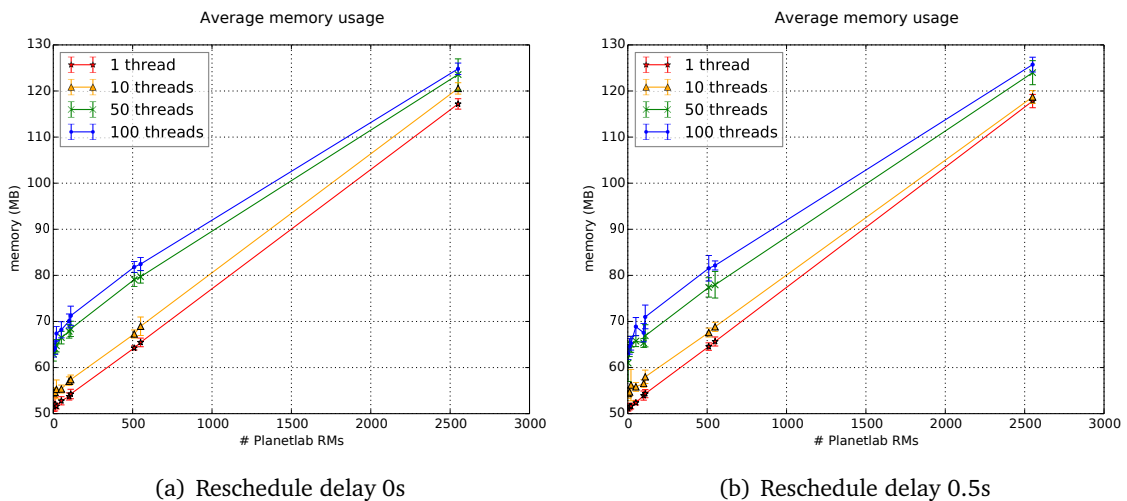 Average memory usage
130
120
110
100
90
80
70
60
50
memory (MB)
1 thread
10 threads
50 threads
100 threads
0
500
1000
1500
2000
2500
3000
# Planetlab RMs
(a) Reschedule delay 0s
Average memory usage
130
120
110
100
90
80
70
60
50
memory (MB)
1 thread
10 threads
50 threads
100 threads
0
500
1000
1500
2000
2500
3000
# Planetlab RMs
(b) Reschedule delay 0.5s